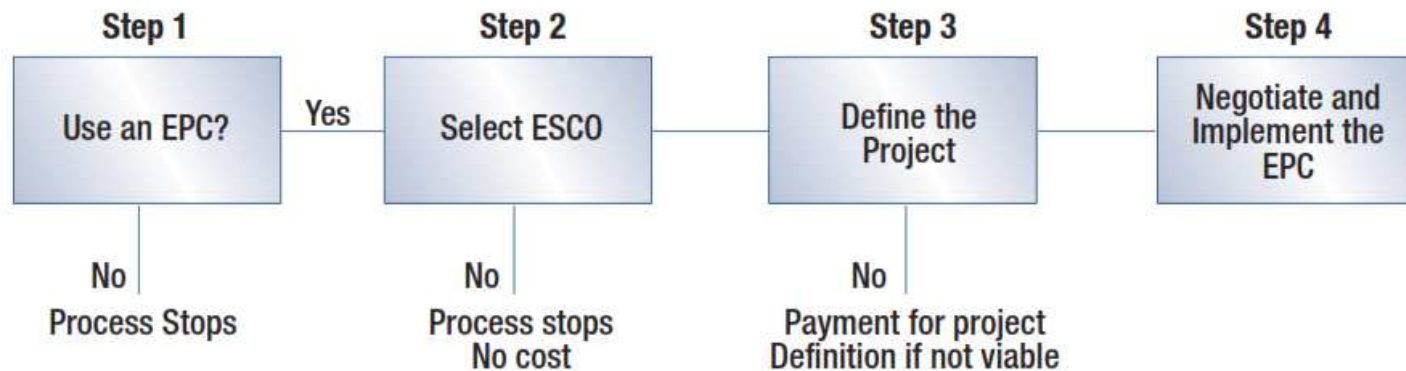 Step 1
Step 2
Step 3
Step 4
Use an EPC?
Yes
Select ESCO
Define the
Project
Negotiate and
Implement the
EPC
No
Process Stops
No
Process stops
No cost
No
Payment for project
Definition if not viable